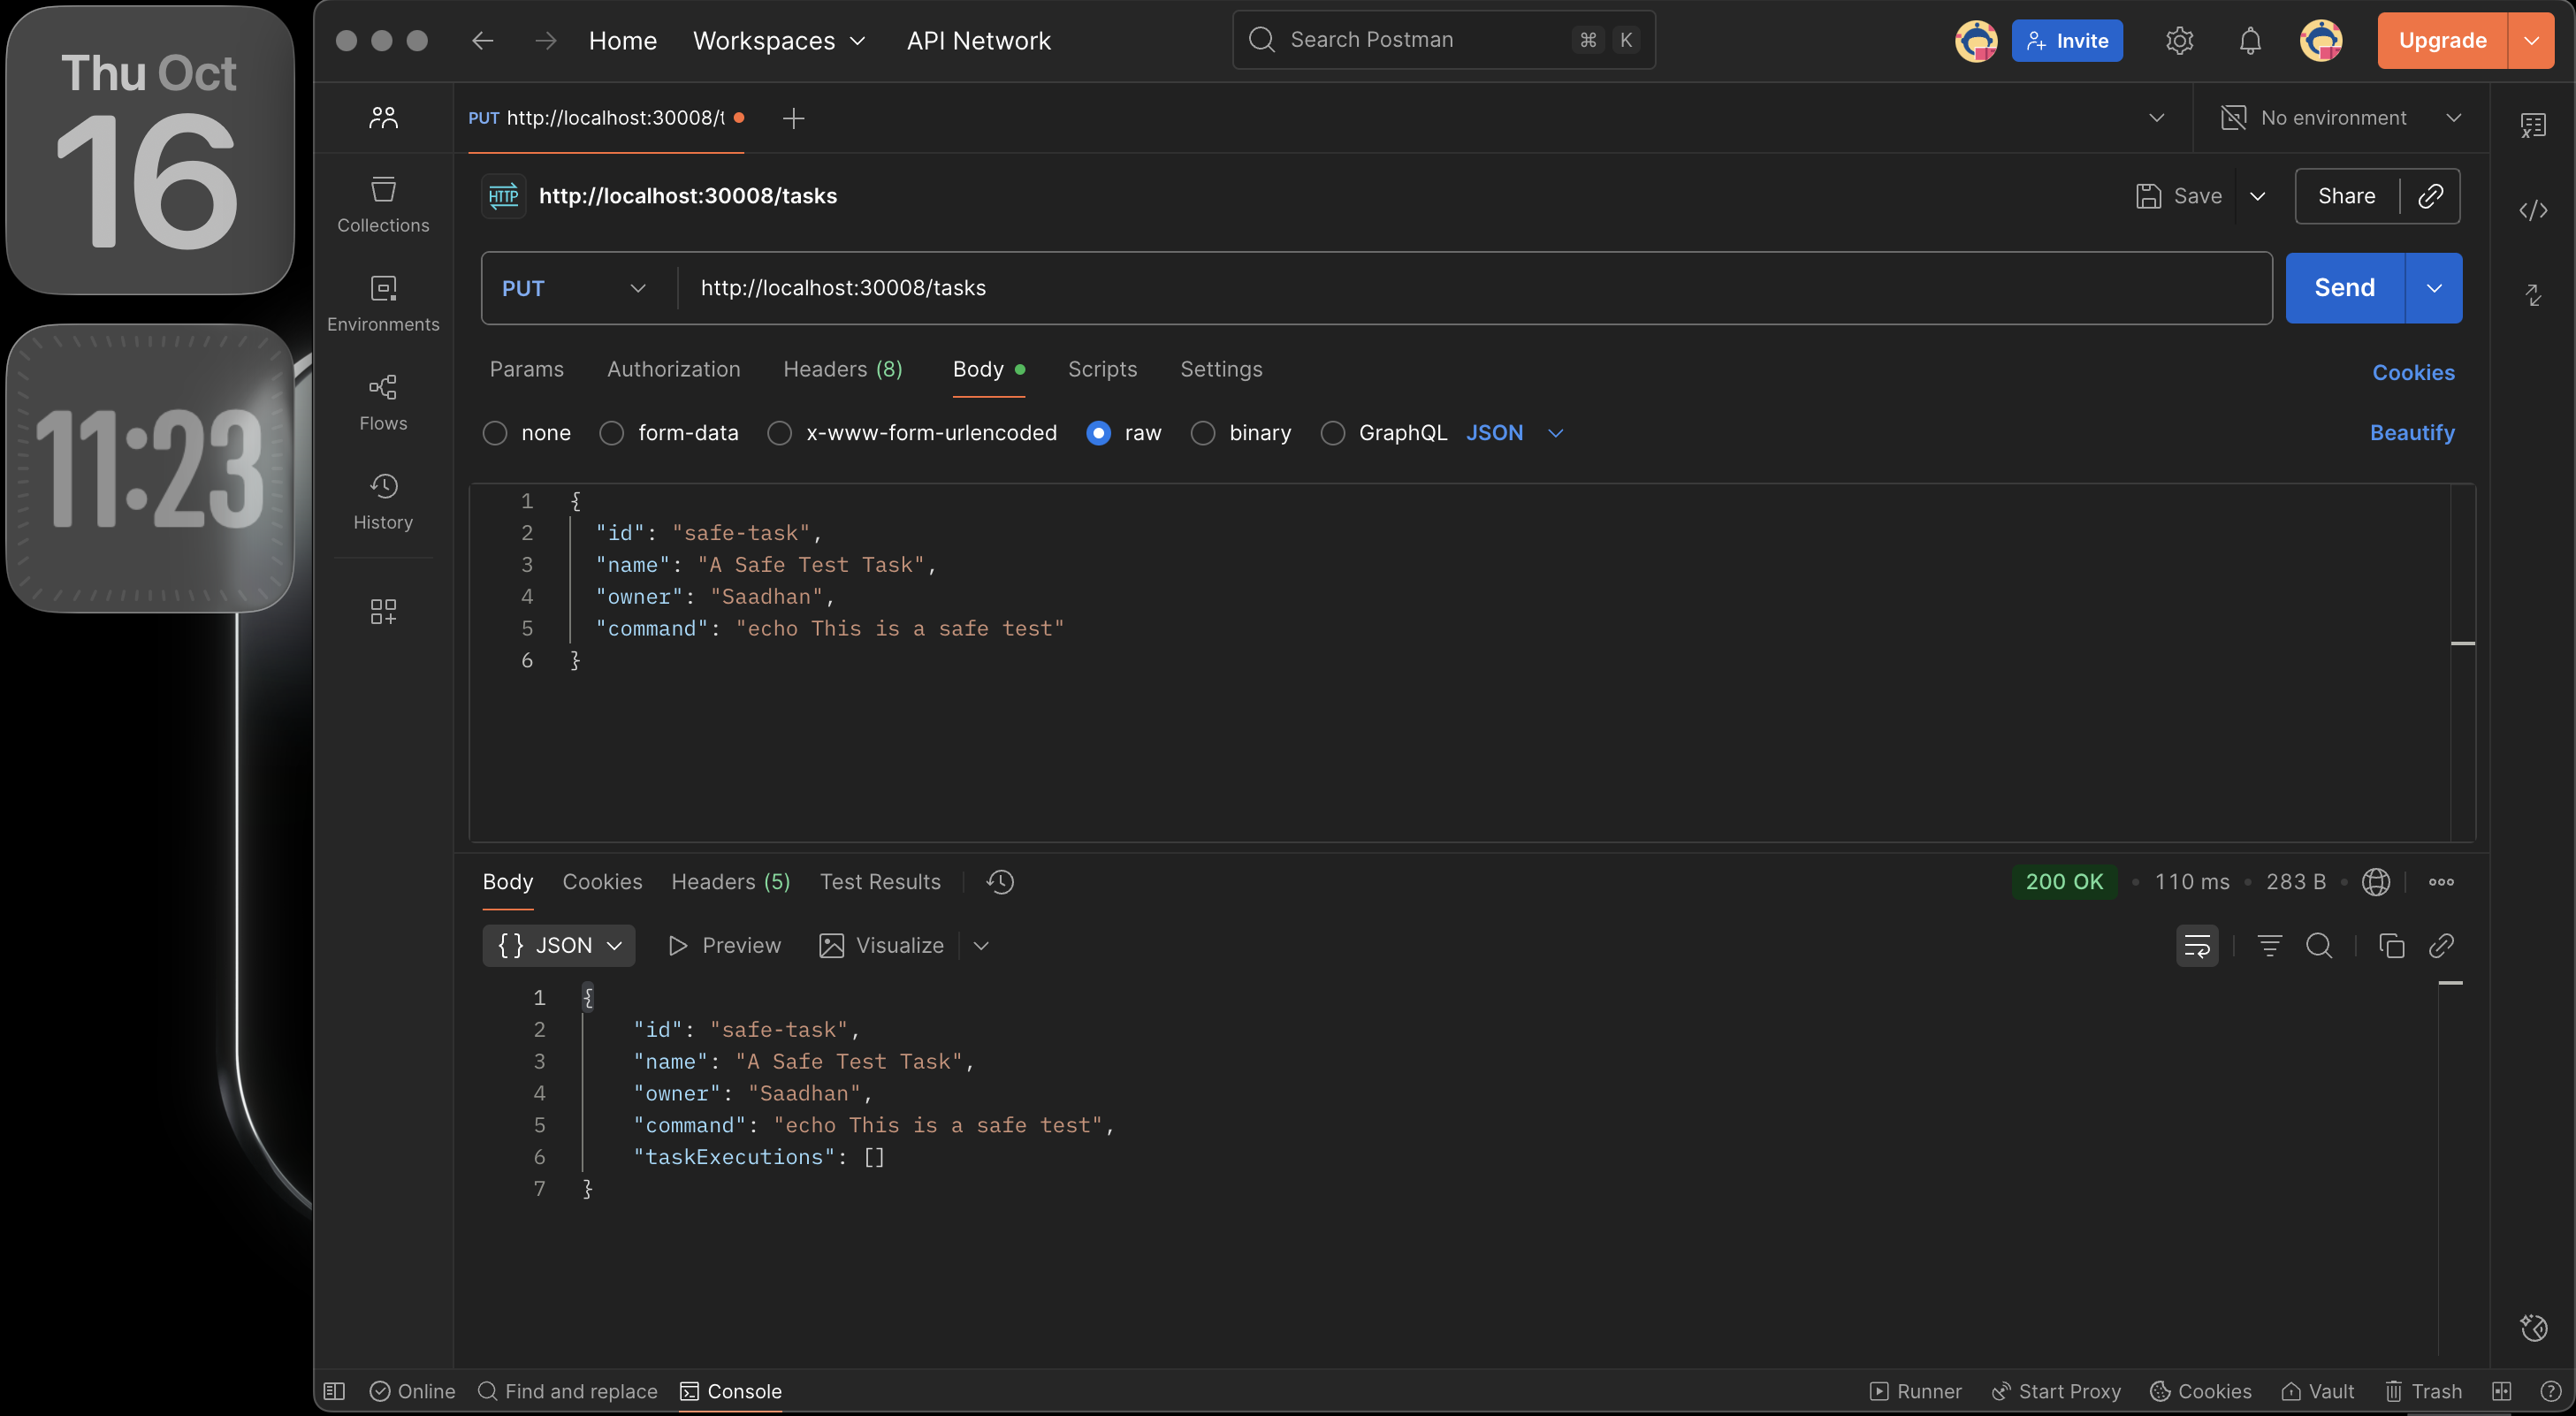 Thu Oct
16
11:23
Home
Workspaces
API Network
Search Postman
⌘ K
Invite
Upgrade
PUT http://localhost:30008/t
No environment
HTTP
http://localhost:30008/tasks
Save
Share
Collections
Environments
Flows
History
PUT
http://localhost:30008/tasks
Send
Params
Authorization
Headers (8)
Body
Scripts
Settings
Cookies
none
form-data
x-www-form-urlencoded
raw
binary
GraphQL
JSON
Beautify
1 {
2 "id": "safe-task",
3 "name": "A Safe Test Task",
4 "owner": "Saadhan",
5 "command": "echo This is a safe test"
6 }
Body
Cookies
Headers (5)
Test Results
200 OK
110 ms
283 B
{} JSON
Preview
Visualize
1 {
2 "id": "safe-task",
3 "name": "A Safe Test Task",
4 "owner": "Saadhan",
5 "command": "echo This is a safe test",
6 "taskExecutions": []
7 }
Online
Find and replace
Console
Runner
Start Proxy
Cookies
Vault
Trash